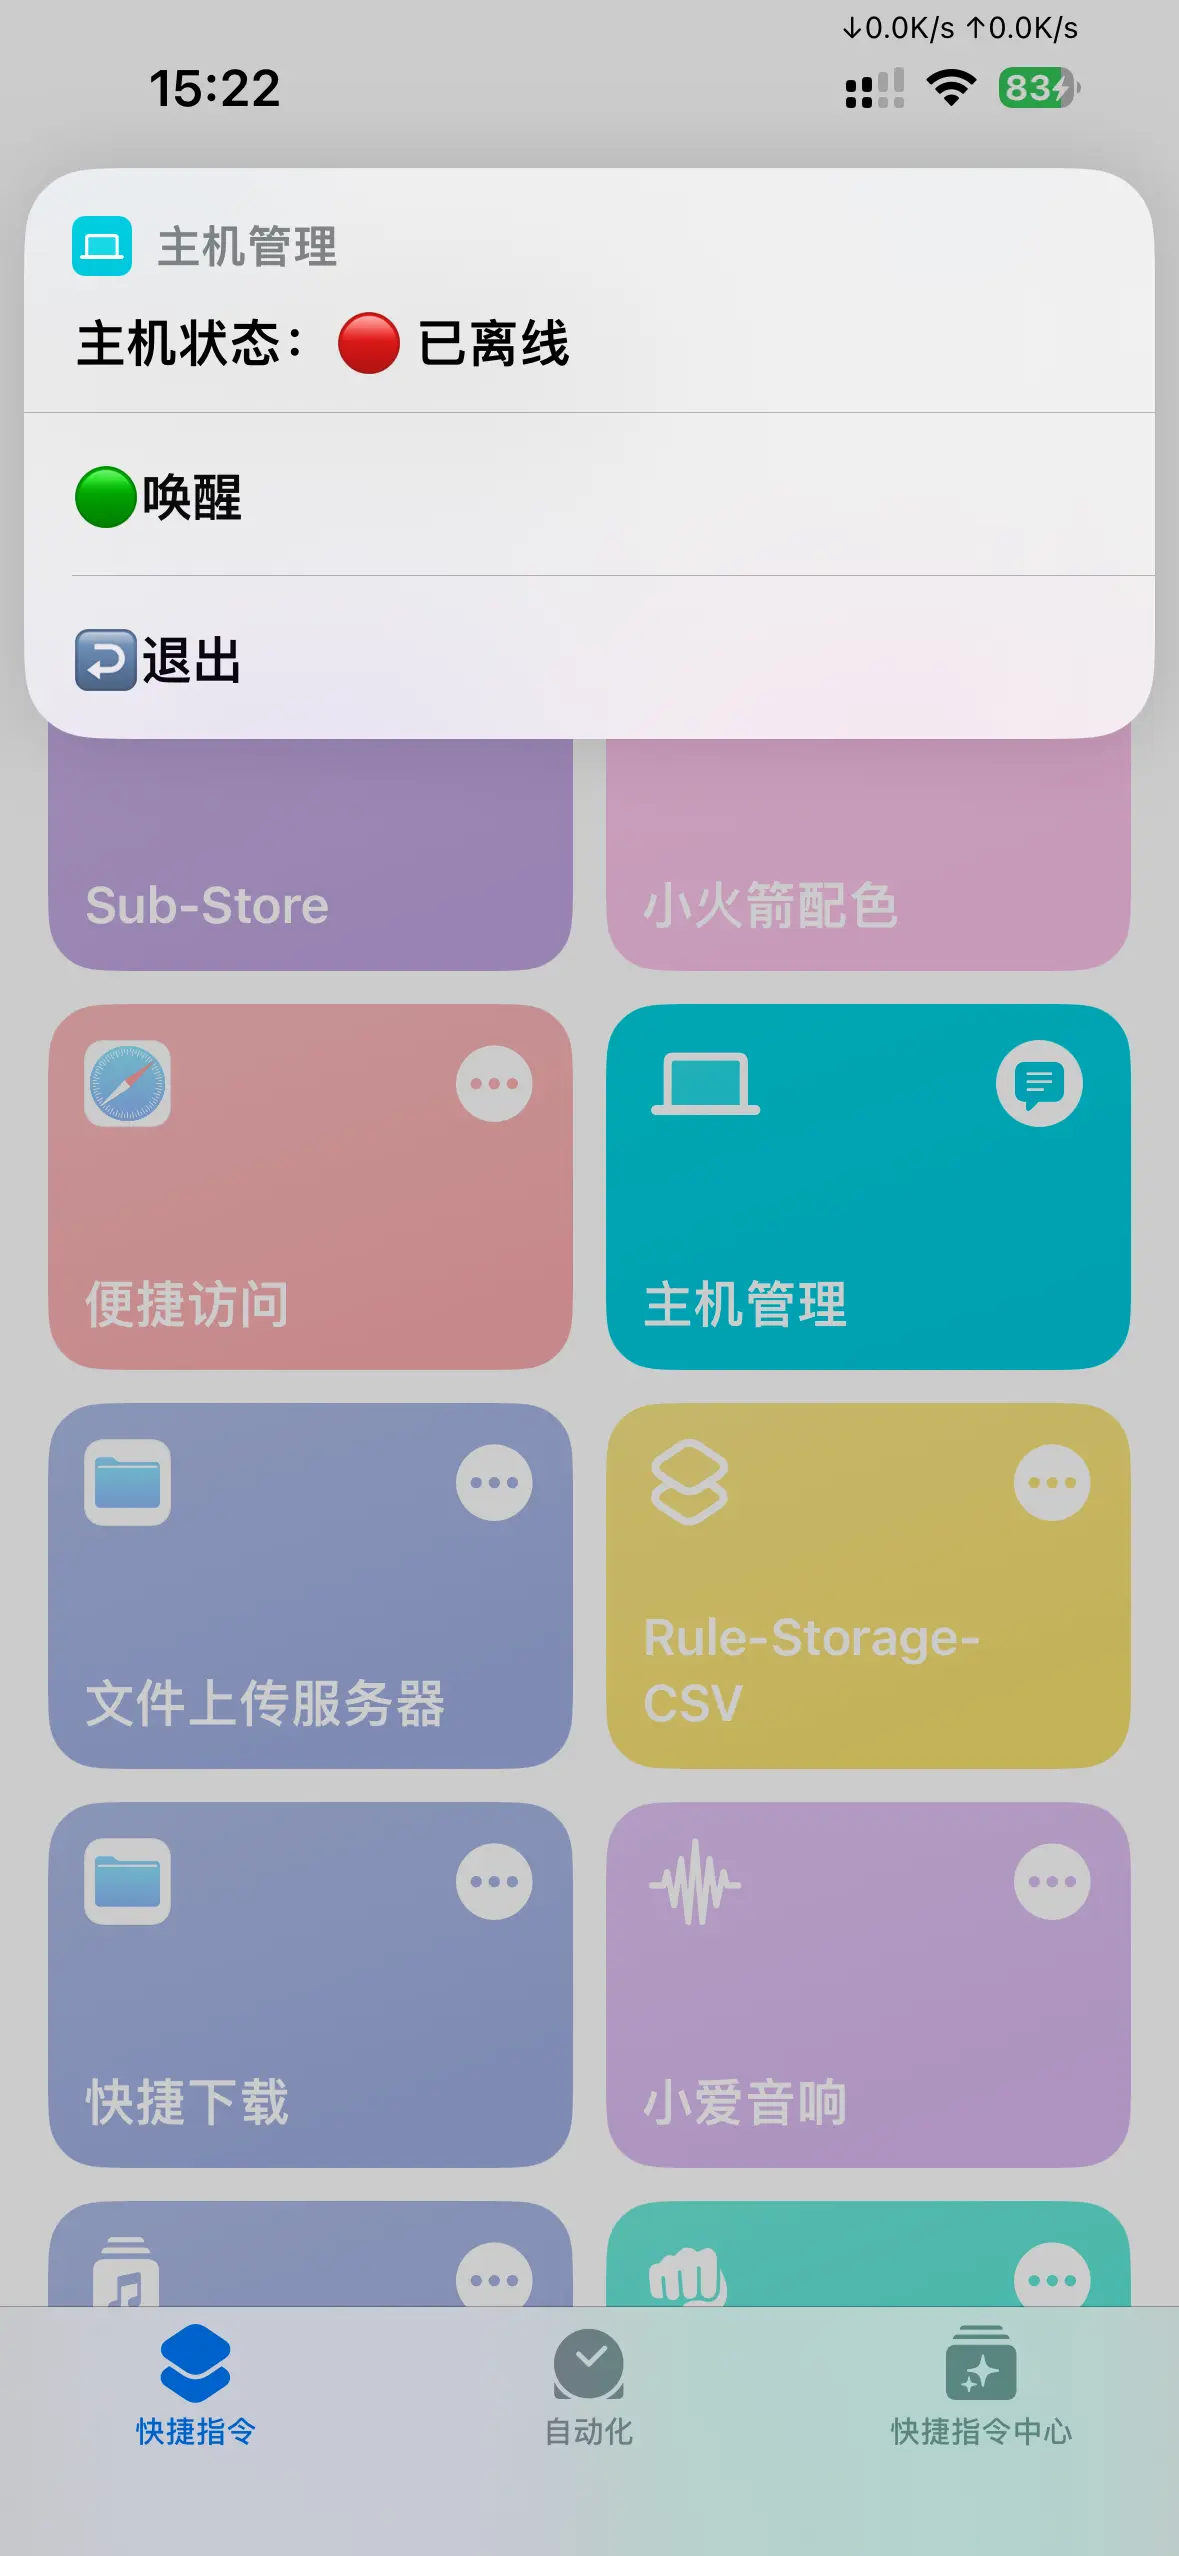 ↓0.0K/s ↑0.0K/s
15:22
83
主机管理
主机状态：🔴 已离线
🟢唤醒
↩️退出
Sub-Store
小火箭配色
便捷访问
主机管理
文件上传服务器
Rule-Storage-
CSV
快捷下载
小爱音响
快捷指令
自动化
快捷指令中心